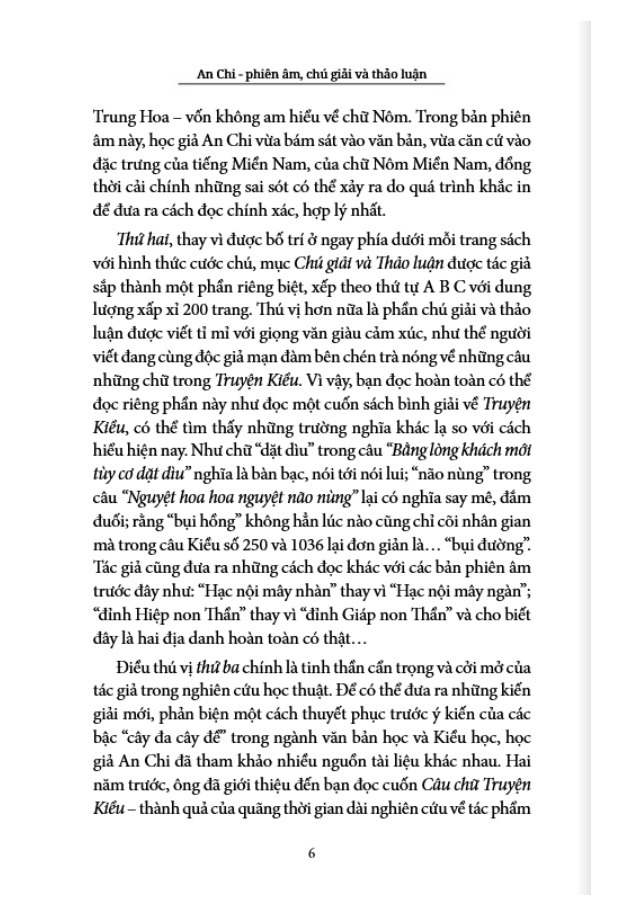 An Chi - phiên âm, chú giải và thảo luận
Trung Hoa – vốn không am hiểu về chữ Nôm. Trong bản phiên
âm này, học giả An Chi vừa bám sát vào văn bản, vừa căn cứ vào
đặc trưng của tiếng Miền Nam, của chữ Nôm Miền Nam, đồng
thời cải chính những sai sót có thể xảy ra do quá trình khắc in
để đưa ra cách đọc chính xác, hợp lý nhất.
Thứ hai, thay vì được bố trí ở ngay phía dưới mỗi trang sách
với hình thức cước chú, mục Chú giải và Thảo luận được tác giả
sắp thành một phần riêng biệt, xếp theo thứ tự A B C với dung
lượng xấp xỉ 200 trang. Thú vị hơn nữa là phần chú giải và thảo
luận được viết tỉ mỉ với giọng văn giàu cảm xúc, như thể người
viết đang cùng độc giả mạn đàm bên chén trà nóng về những câu
những chữ trong Truyện Kiều. Vì vậy, bạn đọc hoàn toàn có thể
đọc riêng phần này như đọc một cuốn sách bình giải về Truyện
Kiều, có thể tìm thấy những trường nghĩa khác lạ so với cách
hiểu hiện nay. Như chữ “dặt dìu” trong câu “Bằng lòng khách mới
tùy cơ dặt dìu” nghĩa là bàn bạc, nói tới nói lui; “não nùng” trong
câu “Nguyệt hoa hoa nguyệt não nùng” lại có nghĩa say mê, đắm
đuối; rằng “bụi hồng” không hẳn lúc nào cũng chỉ cõi nhân gian
mà trong câu Kiều số 250 và 1036 lại đơn giản là… “bụi đường”.
Tác giả cũng đưa ra những cách đọc khác với các bản phiên âm
trước đây như: “Hạc nội mây nhàn” thay vì “Hạc nội mây ngàn”;
“đỉnh Hiệp non Thần” thay vì “đỉnh Giáp non Thần” và cho biết
đây là hai địa danh hoàn toàn có thật…
Điều thú vị thứ ba chính là tinh thần cẩn trọng và cởi mở của
tác giả trong nghiên cứu học thuật. Để có thể đưa ra những kiến
giải mới, phản biện một cách thuyết phục trước ý kiến của các
bậc “cây đa cây đề” trong ngành văn bản học và Kiều học, học
giả An Chi đã tham khảo nhiều nguồn tài liệu khác nhau. Hai
năm trước, ông đã giới thiệu đến bạn đọc cuốn Câu chữ Truyện
Kiều – thành quả của quãng thời gian dài nghiên cứu về tác phẩm
6